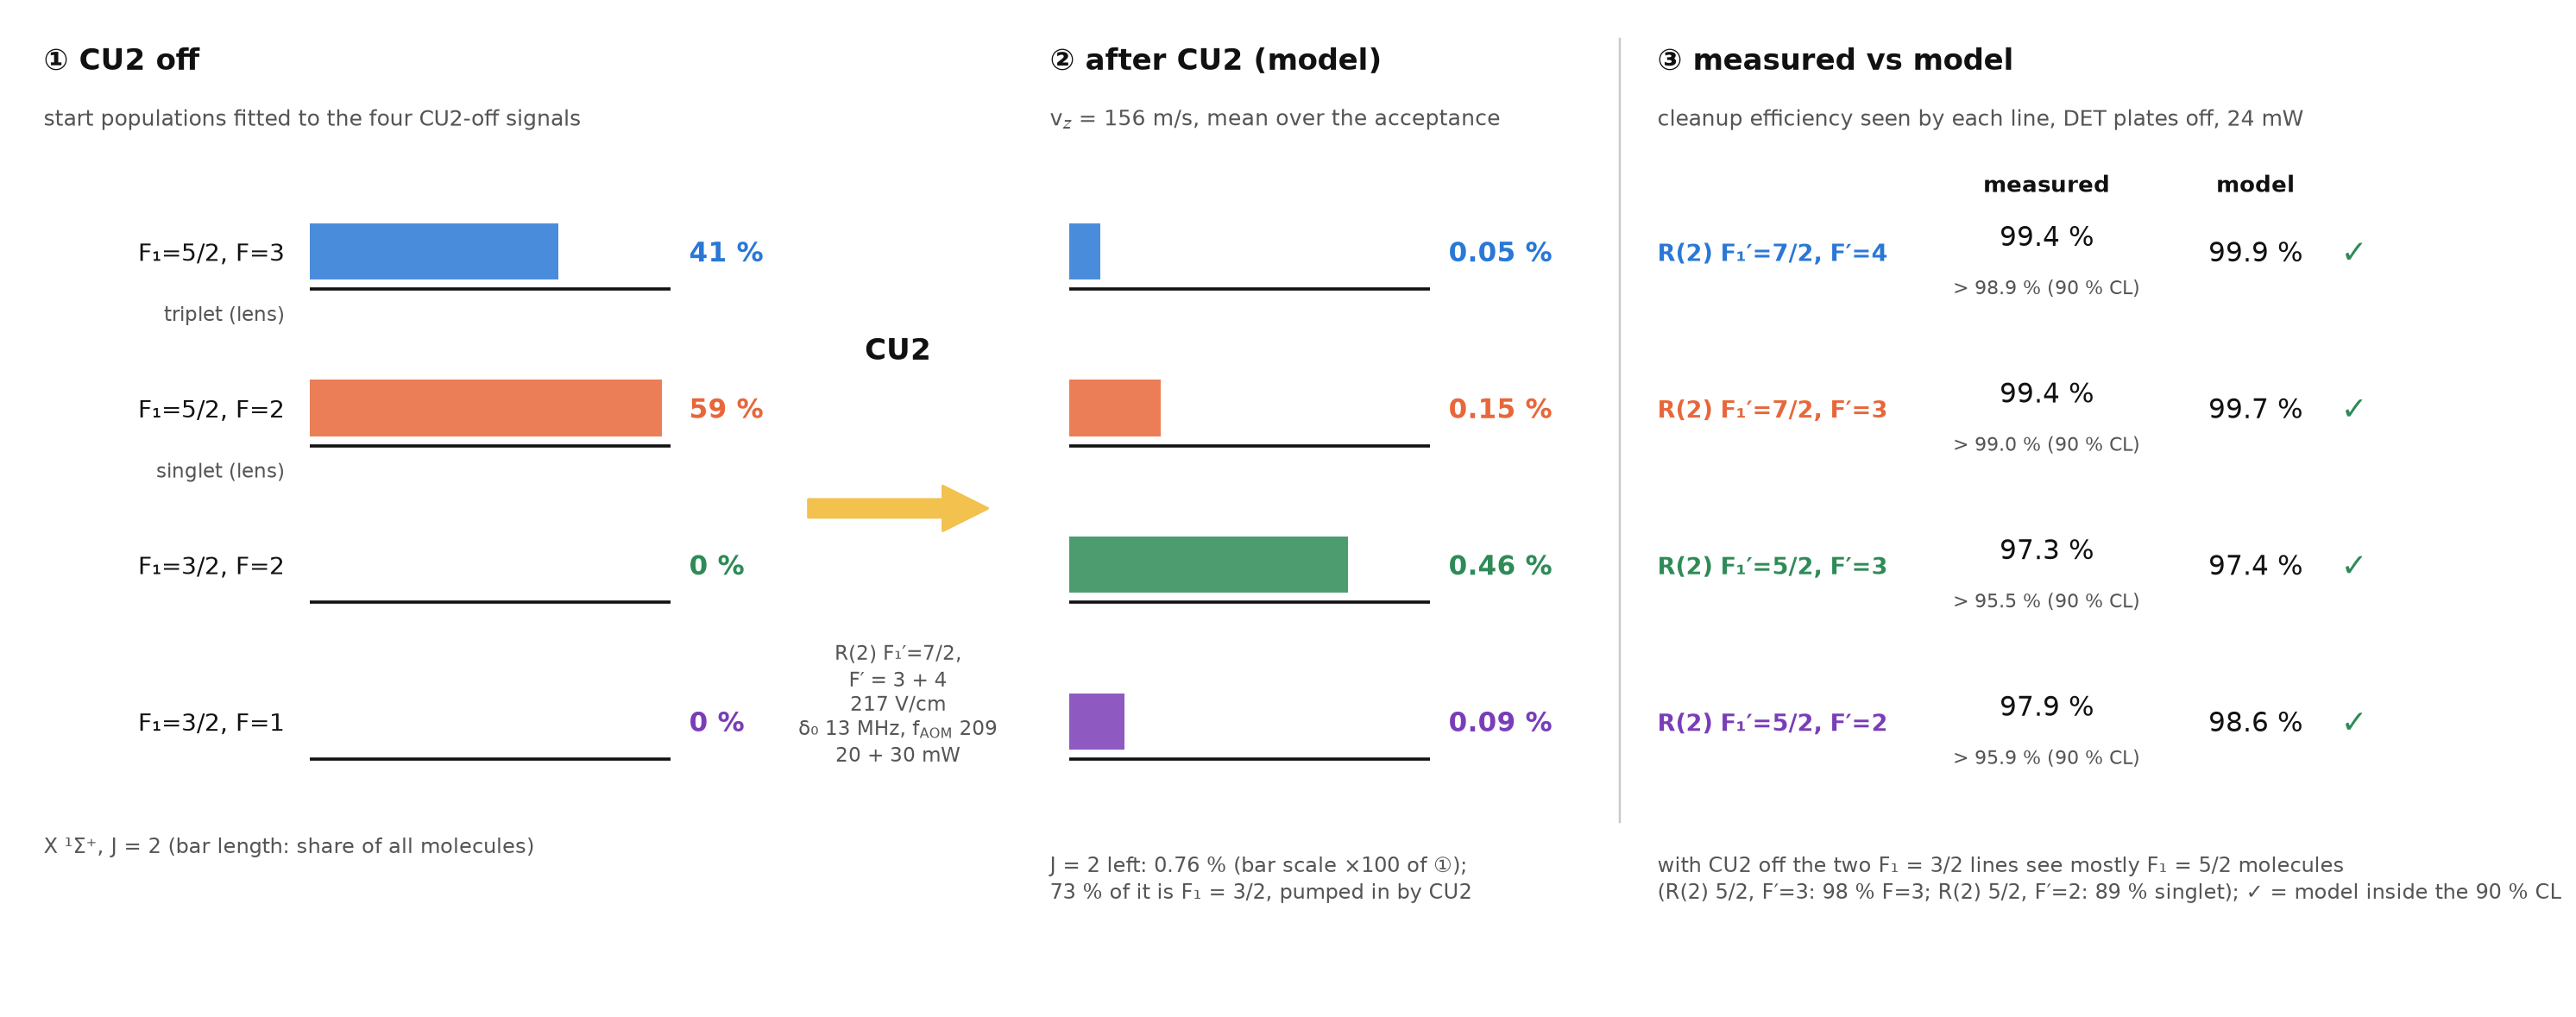 ① CU2 off
start populations fitted to the four CU2-off signals
F₁=5/2, F=3
41 %
triplet (lens)
F₁=5/2, F=2
59 %
singlet (lens)
F₁=3/2, F=2
0 %
F₁=3/2, F=1
0 %
X ¹Σ⁺, J = 2 (bar length: share of all molecules)
CU2
R(2) F₁′=7/2,
F′ = 3 + 4
217 V/cm
δ₀ 13 MHz, f_AOM 209
20 + 30 mW
② after CU2 (model)
v_z = 156 m/s, mean over the acceptance
0.05 %
0.15 %
0.46 %
0.09 %
J = 2 left: 0.76 % (bar scale ×100 of ①);
73 % of it is F₁ = 3/2, pumped in by CU2
③ measured vs model
cleanup efficiency seen by each line, DET plates off, 24 mW
measured model
R(2) F₁′=7/2, F′=4 99.4 % 99.9 % ✓
> 98.9 % (90 % CL)
R(2) F₁′=7/2, F′=3 99.4 % 99.7 % ✓
> 99.0 % (90 % CL)
R(2) F₁′=5/2, F′=3 97.3 % 97.4 % ✓
> 95.5 % (90 % CL)
R(2) F₁′=5/2, F′=2 97.9 % 98.6 % ✓
> 95.9 % (90 % CL)
with CU2 off the two F₁ = 3/2 lines see mostly F₁ = 5/2 molecules
(R(2) 5/2, F′=3: 98 % F=3; R(2) 5/2, F′=2: 89 % singlet); ✓ = model inside the 90 % CL